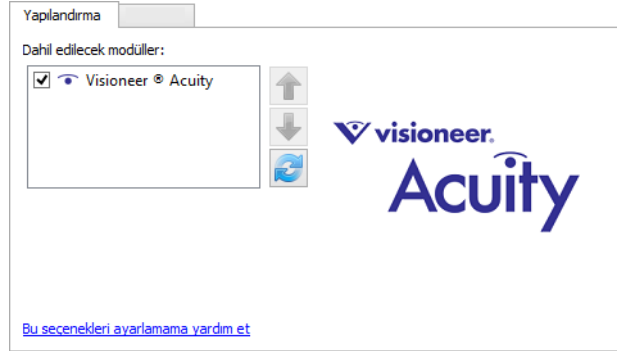 Yapılandırma
Dahil edilecek modüller:
Visioneer ® Acuity
visioneer.
Acuity
Bu seçenekleri ayarlamama yardım et